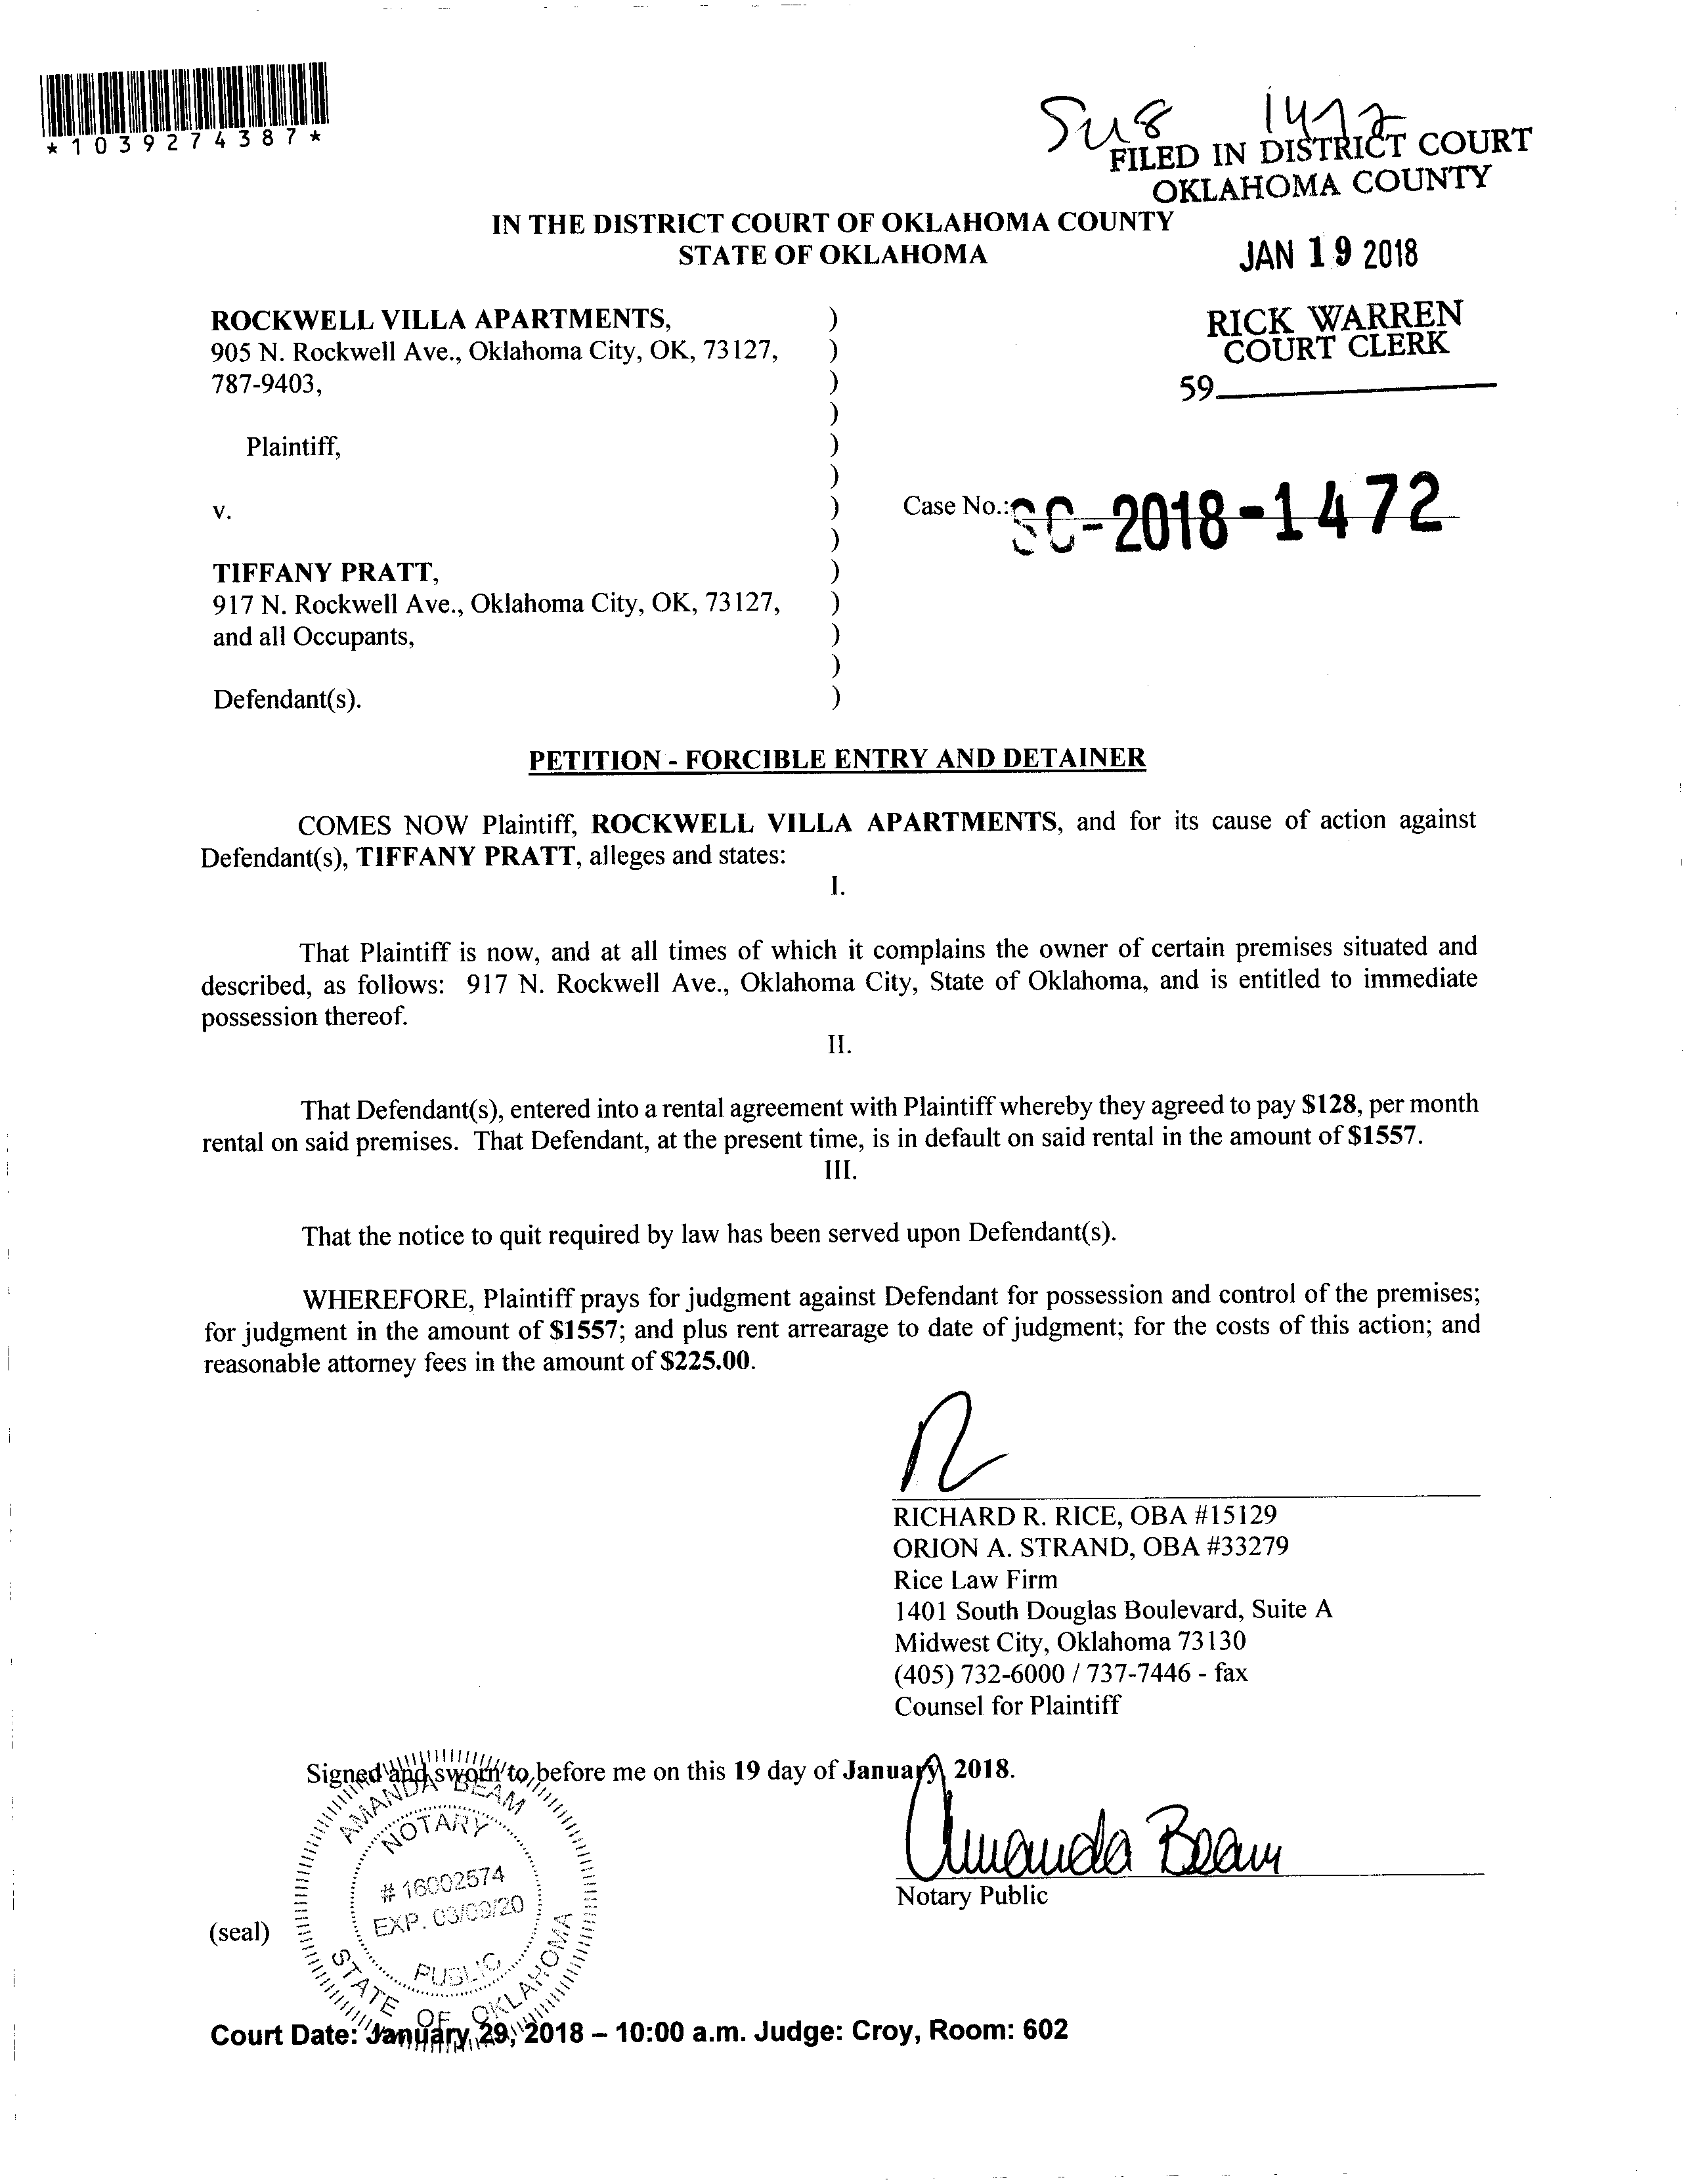 *1039274387*
FILED IN DISTRICT COURT
OKLAHOMA COUNTY
IN THE DISTRICT COURT OF OKLAHOMA COUNTY
STATE OF OKLAHOMA
JAN 19 2018
RICK WARREN
COURT CLERK
59
ROCKWELL VILLA APARTMENTS, )
905 N. Rockwell Ave., Oklahoma City, OK, 73127, )
787-9403, )
)
Plaintiff, )
)
v. )
Case No.: SC-2018-1472
)
TIFFANY PRATT, )
917 N. Rockwell Ave., Oklahoma City, OK, 73127, )
and all Occupants, )
)
Defendant(s). )
PETITION - FORCIBLE ENTRY AND DETAINER
COMES NOW Plaintiff, ROCKWELL VILLA APARTMENTS, and for its cause of action against
Defendant(s), TIFFANY PRATT, alleges and states:
I.
That Plaintiff is now, and at all times of which it complains the owner of certain premises situated and
described, as follows: 917 N. Rockwell Ave., Oklahoma City, State of Oklahoma, and is entitled to immediate
possession thereof.
II.
That Defendant(s), entered into a rental agreement with Plaintiff whereby they agreed to pay $128, per month
rental on said premises. That Defendant, at the present time, is in default on said rental in the amount of $1557.
III.
That the notice to quit required by law has been served upon Defendant(s).
WHEREFORE, Plaintiff prays for judgment against Defendant for possession and control of the premises;
for judgment in the amount of $1557; and plus rent arrearage to date of judgment; for the costs of this action; and
reasonable attorney fees in the amount of $225.00.
RICHARD R. RICE, OBA #15129
ORION A. STRAND, OBA #33279
Rice Law Firm
1401 South Douglas Boulevard, Suite A
Midwest City, Oklahoma 73130
(405) 732-6000 / 737-7446 - fax
Counsel for Plaintiff
Signed and sworn to before me on this 19 day of January, 2018.
Amanda Beam
Notary Public
(seal)
AMANDA BEAM
NOTARY
# 16002574
EXP. 03/09/20
PUBLIC
STATE OF OKLAHOMA
Court Date: January 29, 2018 – 10:00 a.m. Judge: Croy, Room: 602